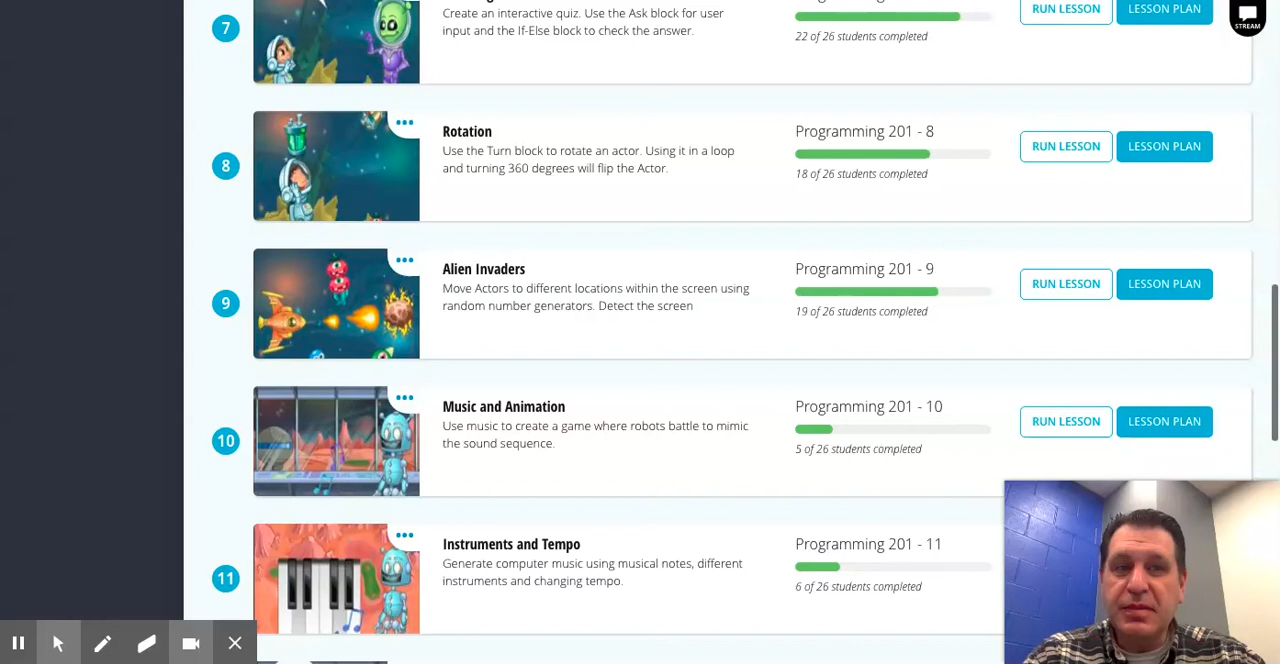 7
Create an interactive quiz. Use the Ask block for user
input and the If-Else block to check the answer.
22 of 26 students completed
RUN LESSON
LESSON PLAN
STREAM
8
Rotation
Use the Turn block to rotate an actor. Using it in a loop
and turning 360 degrees will flip the Actor.
Programming 201 - 8
18 of 26 students completed
RUN LESSON
LESSON PLAN
9
Alien Invaders
Move Actors to different locations within the screen using
random number generators. Detect the screen
Programming 201 - 9
19 of 26 students completed
RUN LESSON
LESSON PLAN
10
Music and Animation
Use music to create a game where robots battle to mimic
the sound sequence.
Programming 201 - 10
5 of 26 students completed
RUN LESSON
LESSON PLAN
11
Instruments and Tempo
Generate computer music using musical notes, different
instruments and changing tempo.
Programming 201 - 11
6 of 26 students completed